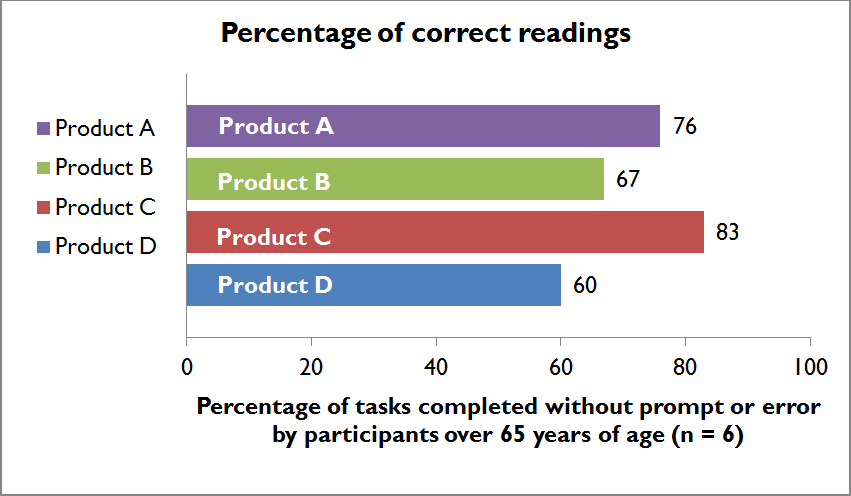 Percentage of correct readings
Product A
Product B
Product C
Product D
Product A
76
Product B
67
Product C
83
Product D
60
0 20 40 60 80 100
Percentage of tasks completed without prompt or error
by participants over 65 years of age (n = 6)